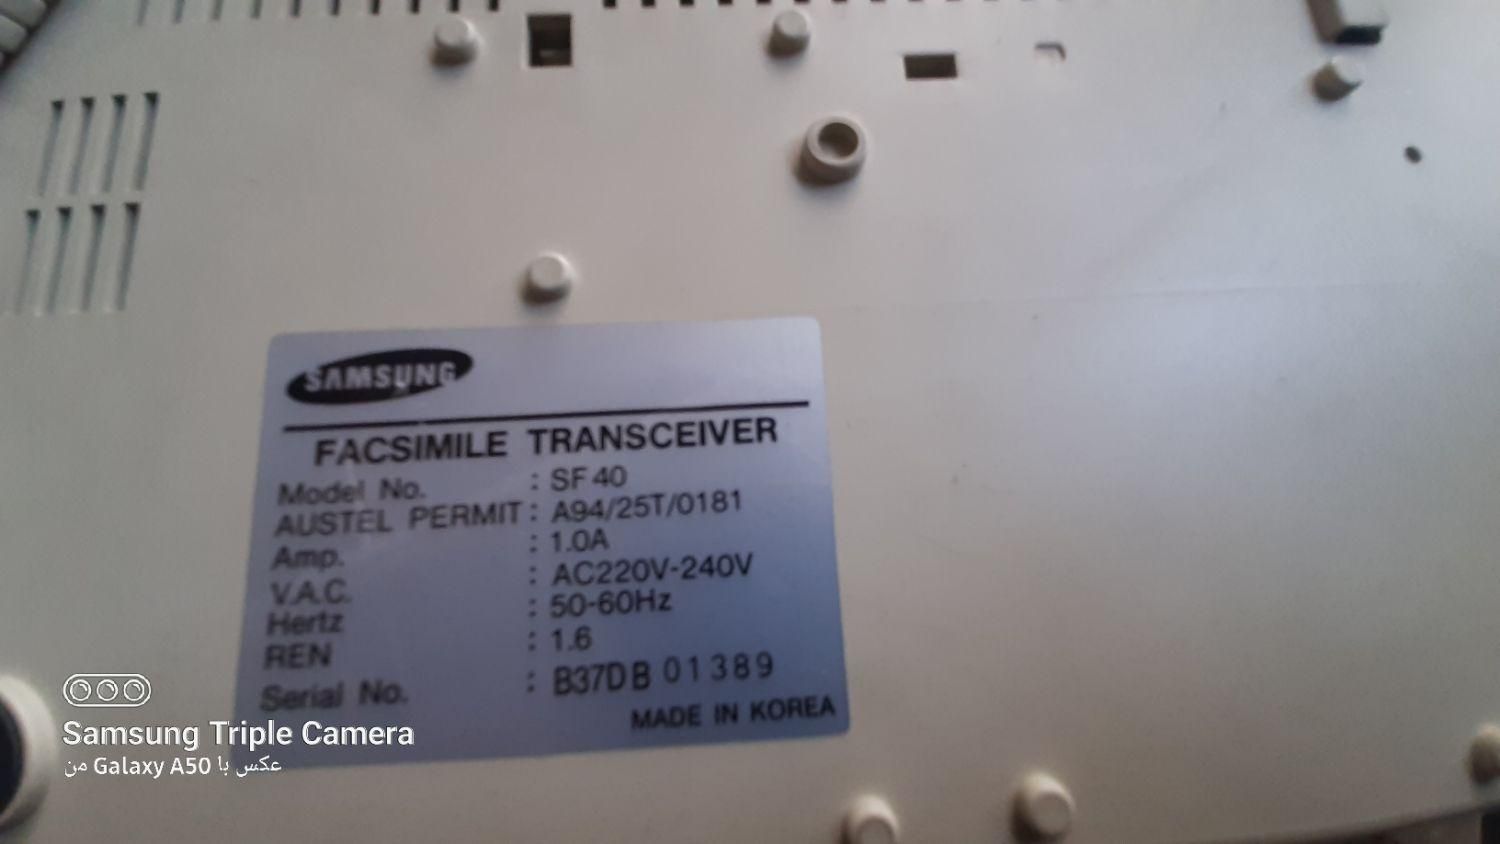 SAMSUNG
FACSIMILE TRANSCEIVER
Model No. : SF40
AUSTEL PERMIT : A94/25T/0181
Amp. : 1.0A
V.A.C. : AC220V-240V
Hertz : 50-60Hz
REN : 1.6
Serial No. : B37DB 01389
MADE IN KOREA
Samsung Triple Camera
عکس با Galaxy A50 من